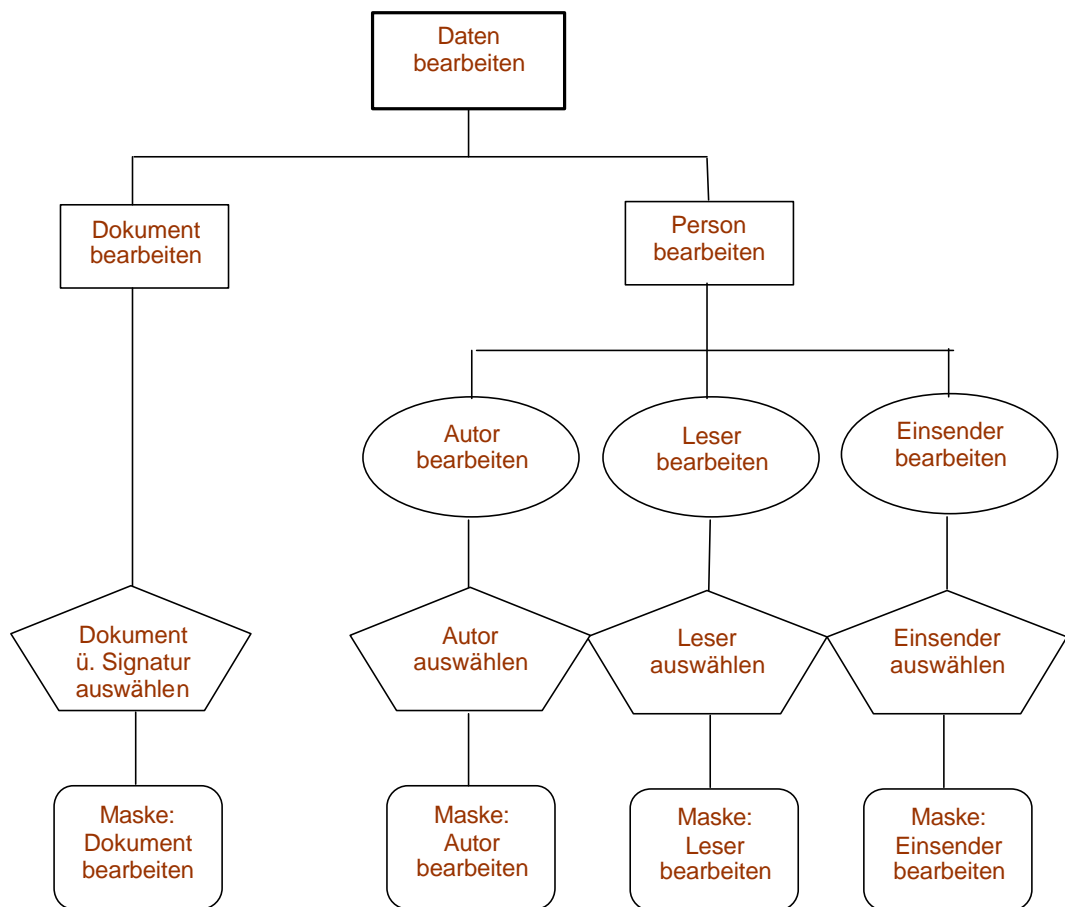 Daten
bearbeiten
Dokument
bearbeiten
Person
bearbeiten
Autor
bearbeiten
Leser
bearbeiten
Einsender
bearbeiten
Dokument
ü. Signatur
auswählen
Autor
auswählen
Leser
auswählen
Einsender
auswählen
Maske:
Dokument
bearbeiten
Maske:
Autor
bearbeiten
Maske:
Leser
bearbeiten
Maske:
Einsender
bearbeiten